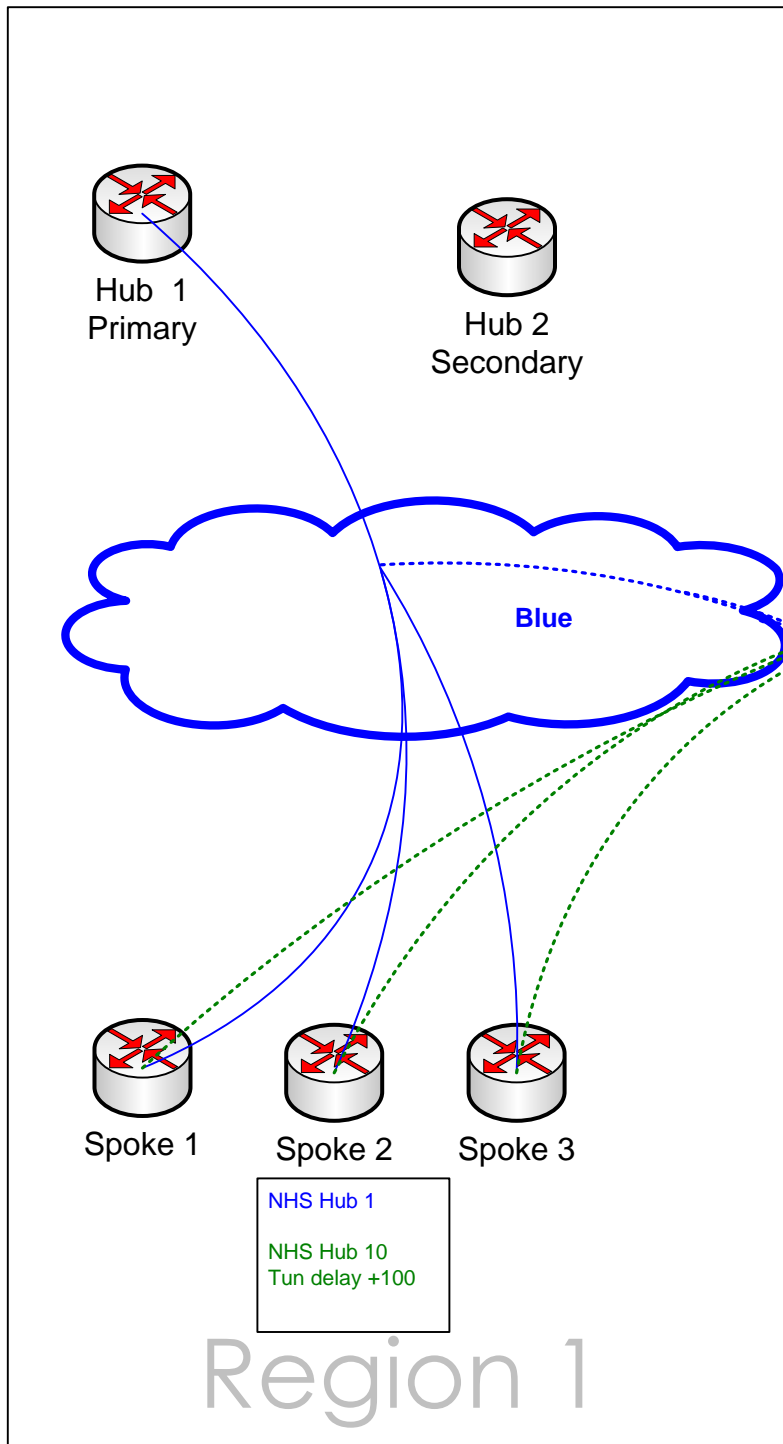 Hub 1
Primary
Hub 2
Secondary
Blue
Spoke 1
Spoke 2
Spoke 3
NHS Hub 1
NHS Hub 10
Tun delay +100
Region 1